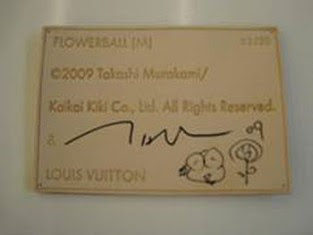 FLOWERBALL (M)
©2009 Takashi Murakami/
Kaikai Kiki Co., Ltd. All Rights Reserved.
& 09
LOUIS VUITTON